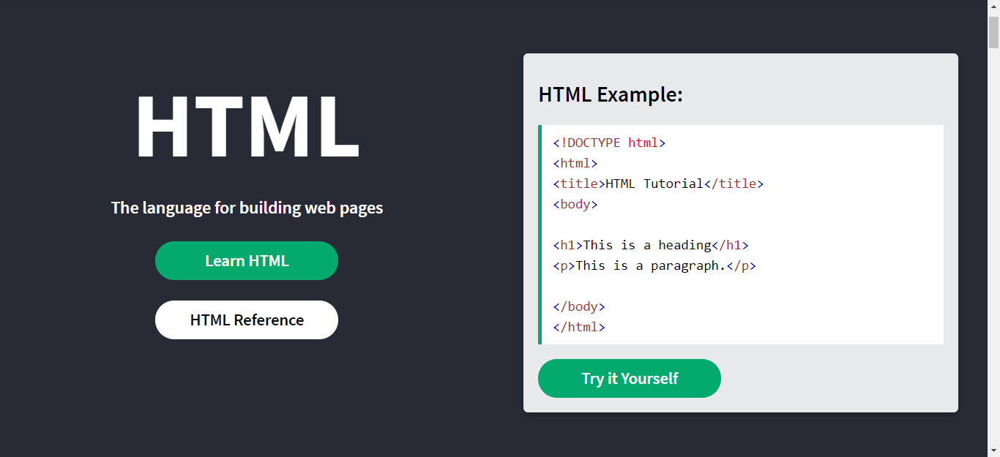 HTML
The language for building web pages
Learn HTML
HTML Reference
HTML Example:
<!DOCTYPE html>
<html>
<title>HTML Tutorial</title>
<body>
<h1>This is a heading</h1>
<p>This is a paragraph.</p>
</body>
</html>
Try it Yourself